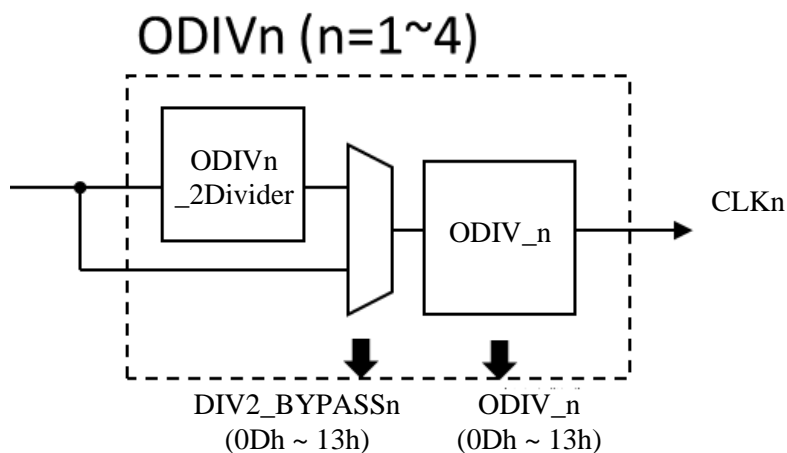 ODIVn (n=1~4)
ODIVn
_2Divider
ODIV_n
CLKn
DIV2_BYPASSn
(0Dh ~ 13h)
ODIV_n
(0Dh ~ 13h)